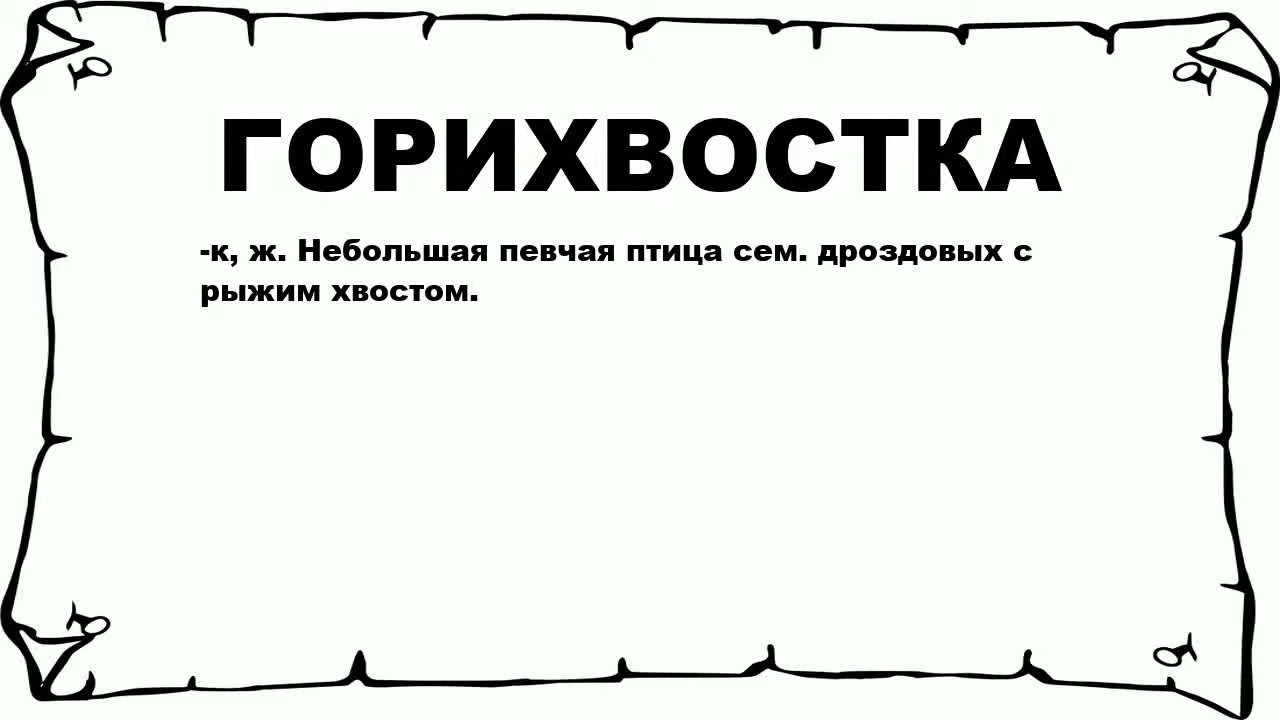 ГОРИХВОСТКА
-к, ж. Небольшая певчая птица сем. дроздовых с
рыжим хвостом.